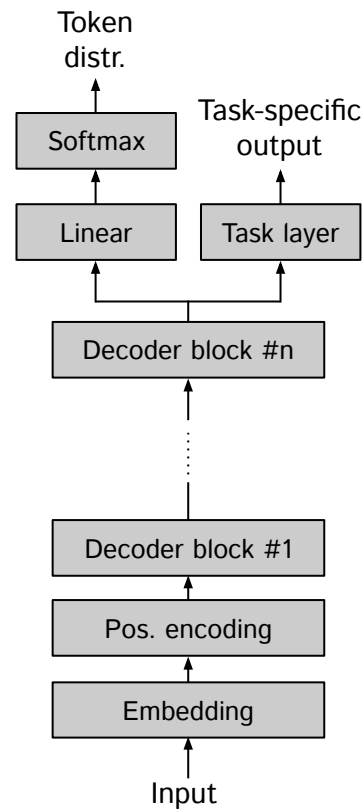 Token
distr.
Task-specific
output
Softmax
Linear
Task layer
Decoder block #n
Decoder block #1
Pos. encoding
Embedding
Input